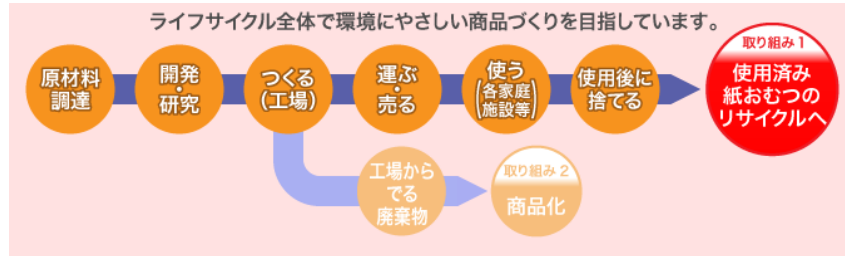 ライフサイクル全体で環境にやさしい商品づくりを目指しています。
原材料
調達
開発
・
研究
つくる
(工場)
運ぶ
・
売る
使う
(各家庭
施設等)
使用後に
捨てる
取り組み1
使用済み
紙おむつの
リサイクルへ
工場から
でる
廃棄物
取り組み2
商品化